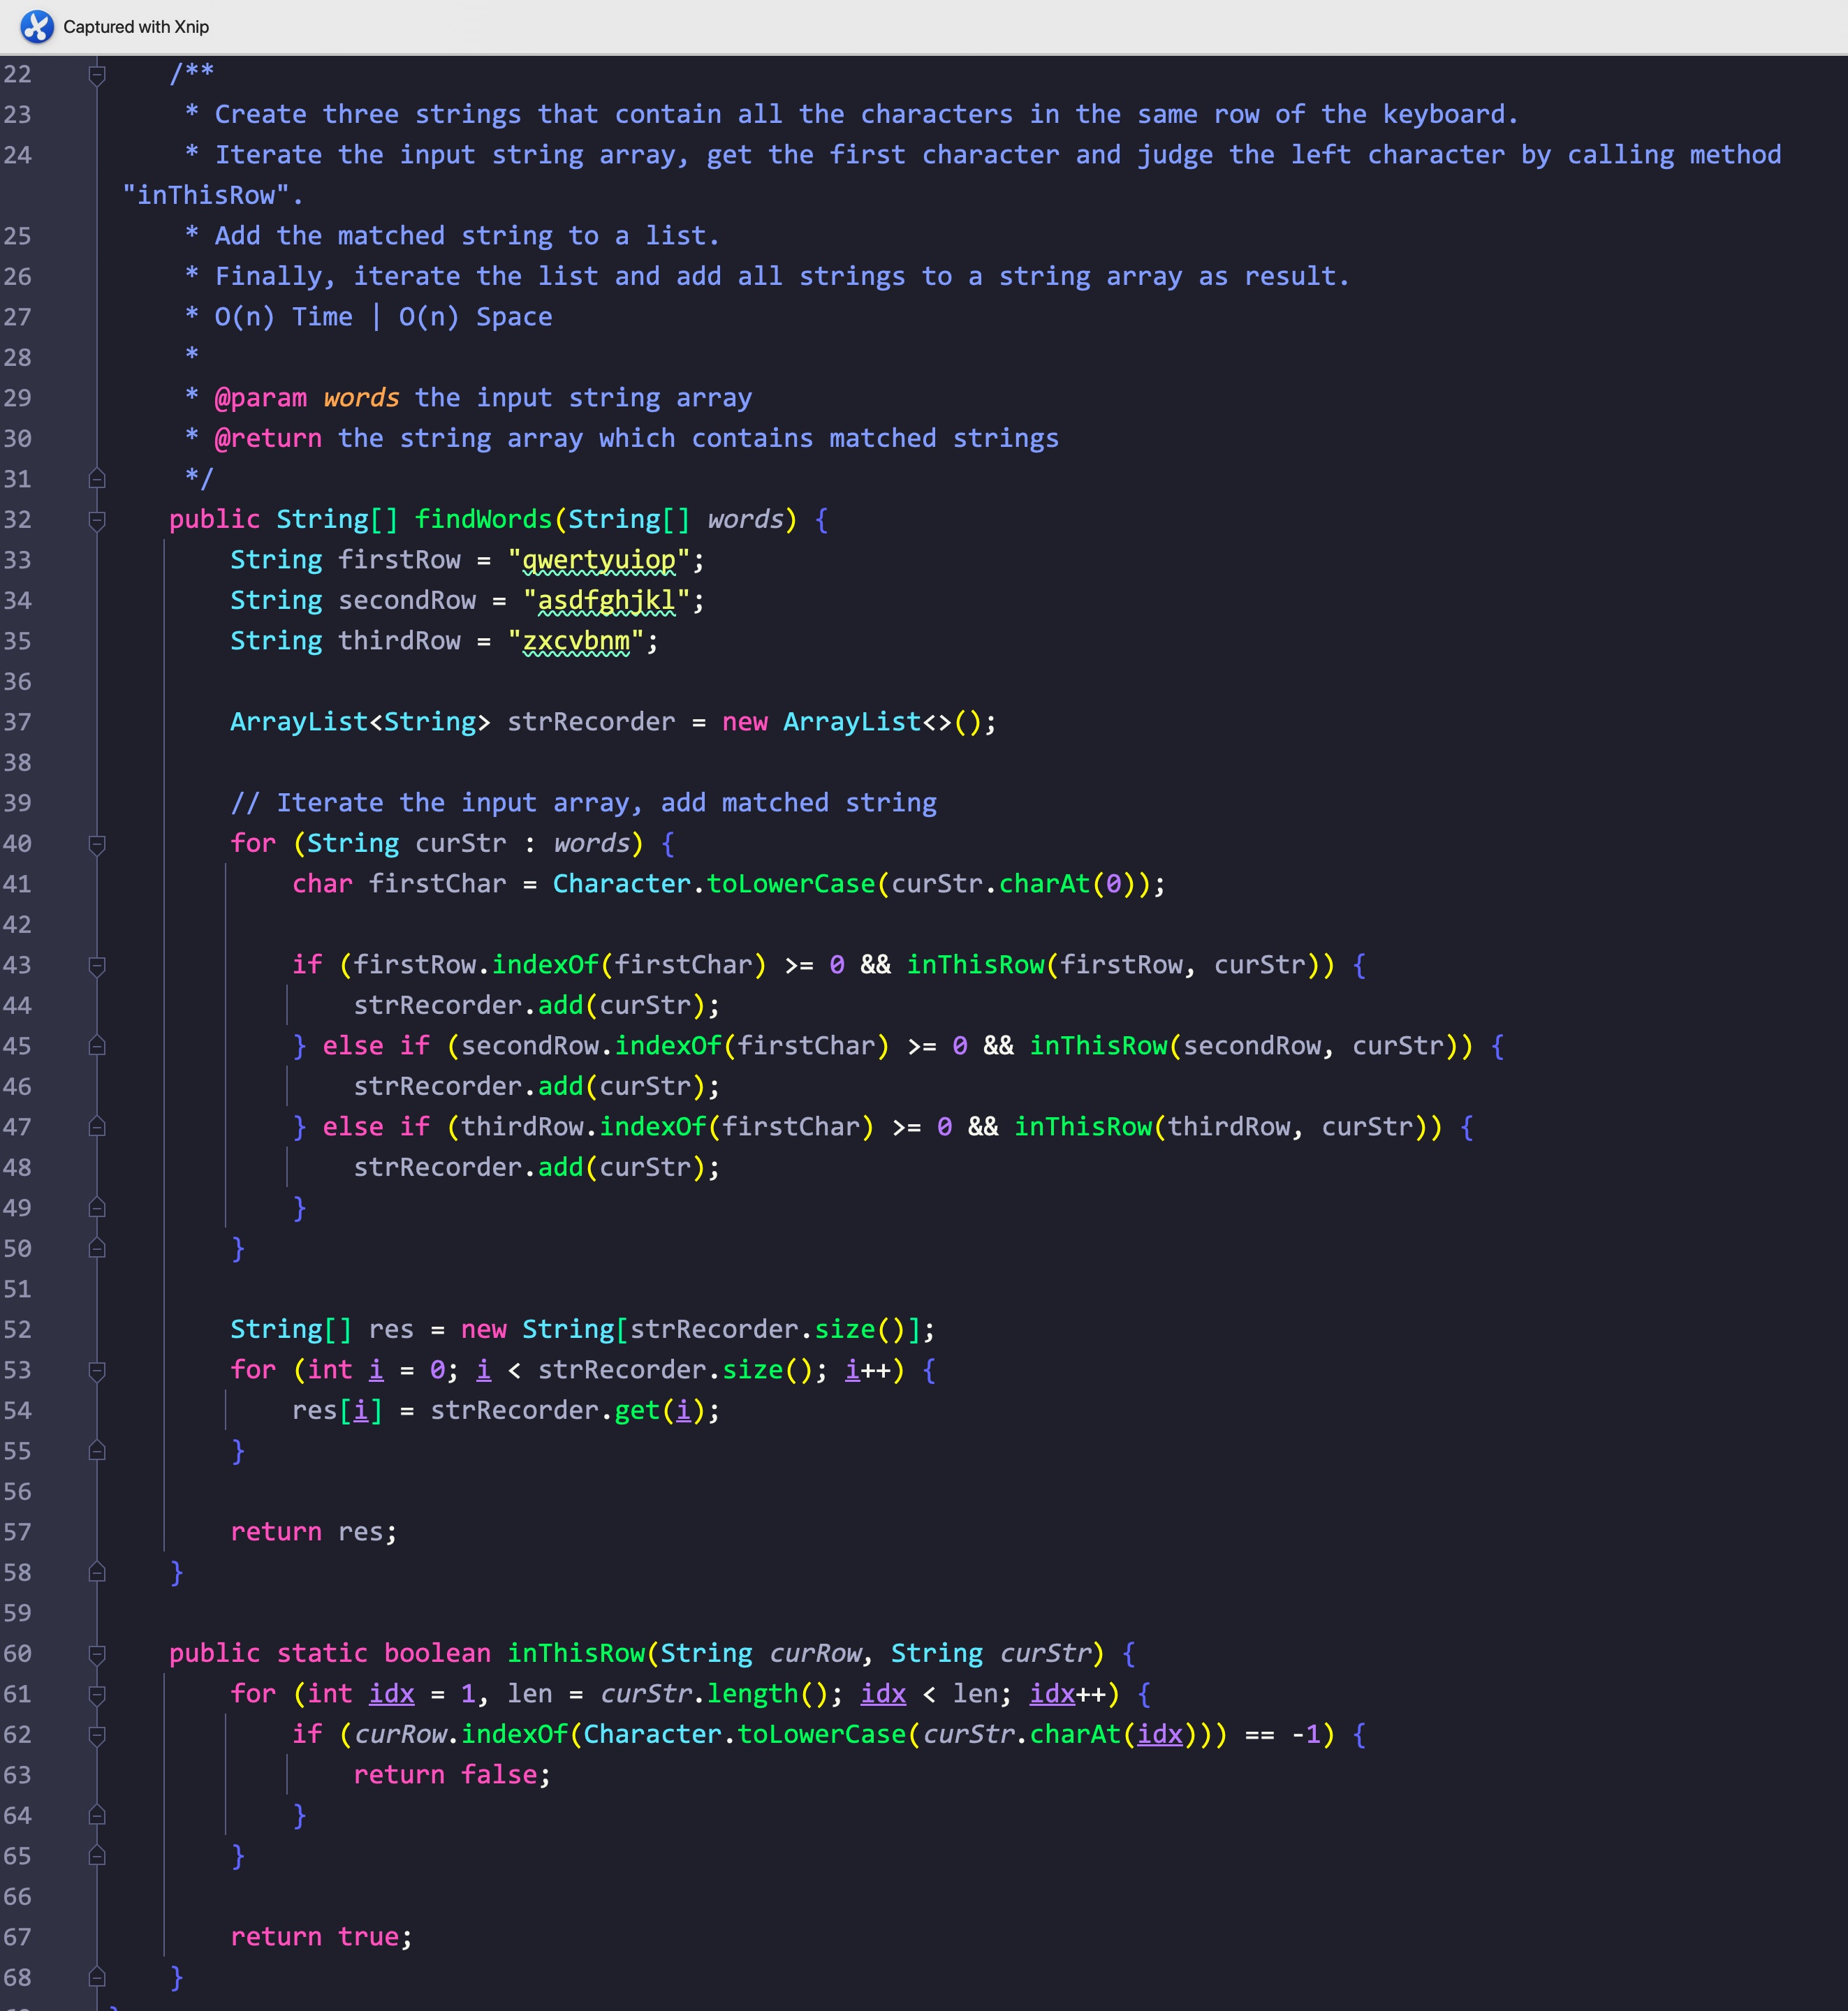 Captured with Xnip
22 /**
23 * Create three strings that contain all the characters in the same row of the keyboard.
24 * Iterate the input string array, get the first character and judge the left character by calling method
"inThisRow".
25 * Add the matched string to a list.
26 * Finally, iterate the list and add all strings to a string array as result.
27 * O(n) Time | O(n) Space
28 *
29 * @param words the input string array
30 * @return the string array which contains matched strings
31 */
32 public String[] findWords(String[] words) {
33 String firstRow = "qwertyuiop";
34 String secondRow = "asdfghjkl";
35 String thirdRow = "zxcvbnm";
36
37 ArrayList<String> strRecorder = new ArrayList<>();
38
39 // Iterate the input array, add matched string
40 for (String curStr : words) {
41 char firstChar = Character.toLowerCase(curStr.charAt(0));
42
43 if (firstRow.indexOf(firstChar) >= 0 && inThisRow(firstRow, curStr)) {
44 strRecorder.add(curStr);
45 } else if (secondRow.indexOf(firstChar) >= 0 && inThisRow(secondRow, curStr)) {
46 strRecorder.add(curStr);
47 } else if (thirdRow.indexOf(firstChar) >= 0 && inThisRow(thirdRow, curStr)) {
48 strRecorder.add(curStr);
49 }
50 }
51
52 String[] res = new String[strRecorder.size()];
53 for (int i = 0; i < strRecorder.size(); i++) {
54 res[i] = strRecorder.get(i);
55 }
56
57 return res;
58 }
59
60 public static boolean inThisRow(String curRow, String curStr) {
61 for (int idx = 1, len = curStr.length(); idx < len; idx++) {
62 if (curRow.indexOf(Character.toLowerCase(curStr.charAt(idx))) == -1) {
63 return false;
64 }
65 }
66
67 return true;
68 }